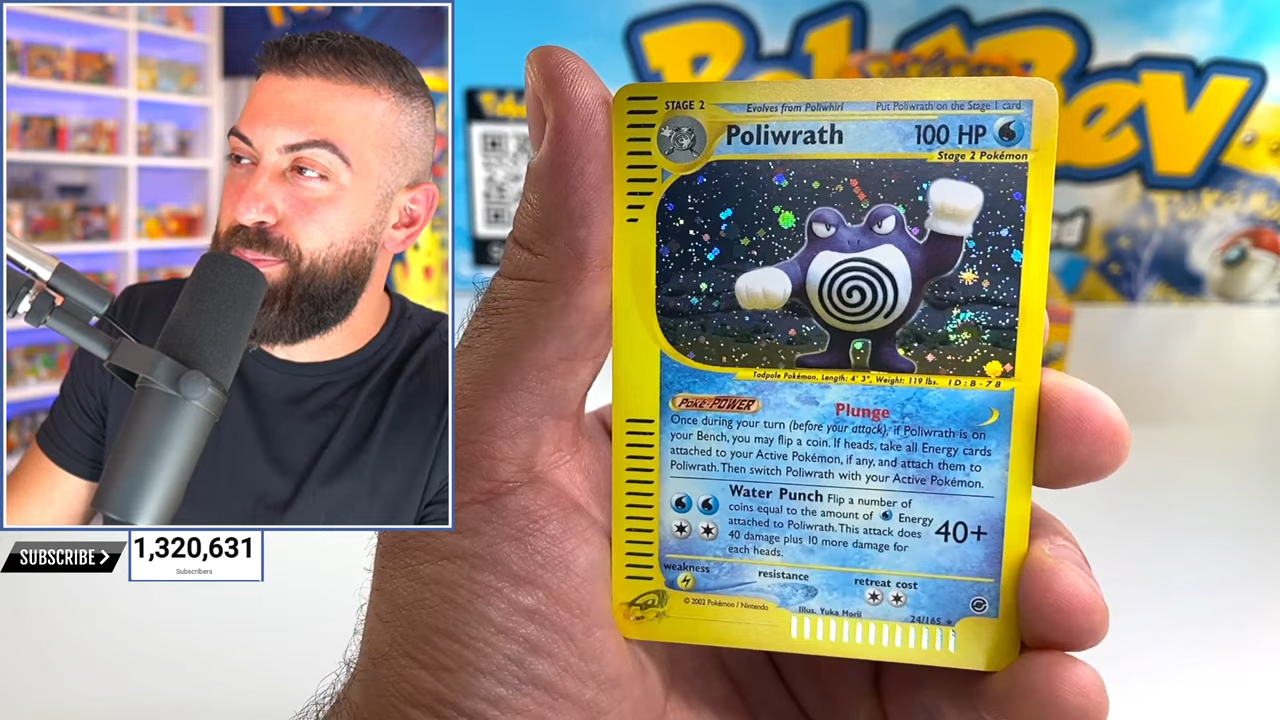 PokéRev
STAGE 2 Evolves from Poliwhirl Put Poliwrath on the Stage 1 card
Poliwrath 100 HP
Stage 2 Pokémon
Tadpole Pokémon. Length: 4' 3", Weight: 119 lbs. ID: B-78
Poké-POWER Plunge
Once during your turn (before your attack), if Poliwrath is on
your Bench, you may flip a coin. If heads, take all Energy cards
attached to your Active Pokémon, if any, and attach them to
Poliwrath. Then switch Poliwrath with your Active Pokémon.
Water Punch Flip a number of
coins equal to the amount of Energy
attached to Poliwrath. This attack does
40 damage plus 10 more damage for
each heads.
40+
weakness resistance retreat cost
© 2002 Pokémon / Nintendo Illus. Yuka Morii 24/165
SUBSCRIBE
1,320,631
Subscribers